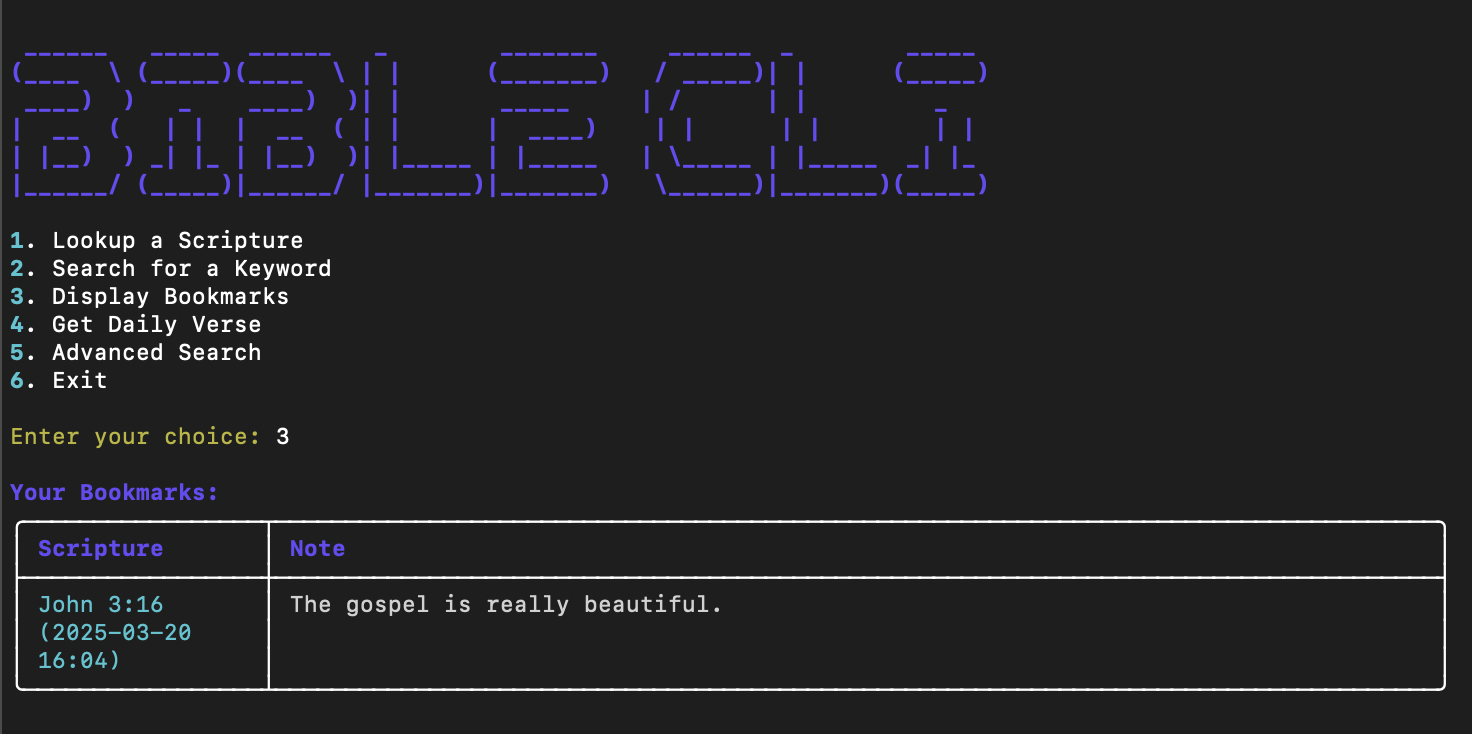 BIBLE CLI
1. Lookup a Scripture
2. Search for a Keyword
3. Display Bookmarks
4. Get Daily Verse
5. Advanced Search
6. Exit
Enter your choice: 3
Your Bookmarks:
Scripture Note
John 3:16 The gospel is really beautiful.
(2025-03-20
16:04)